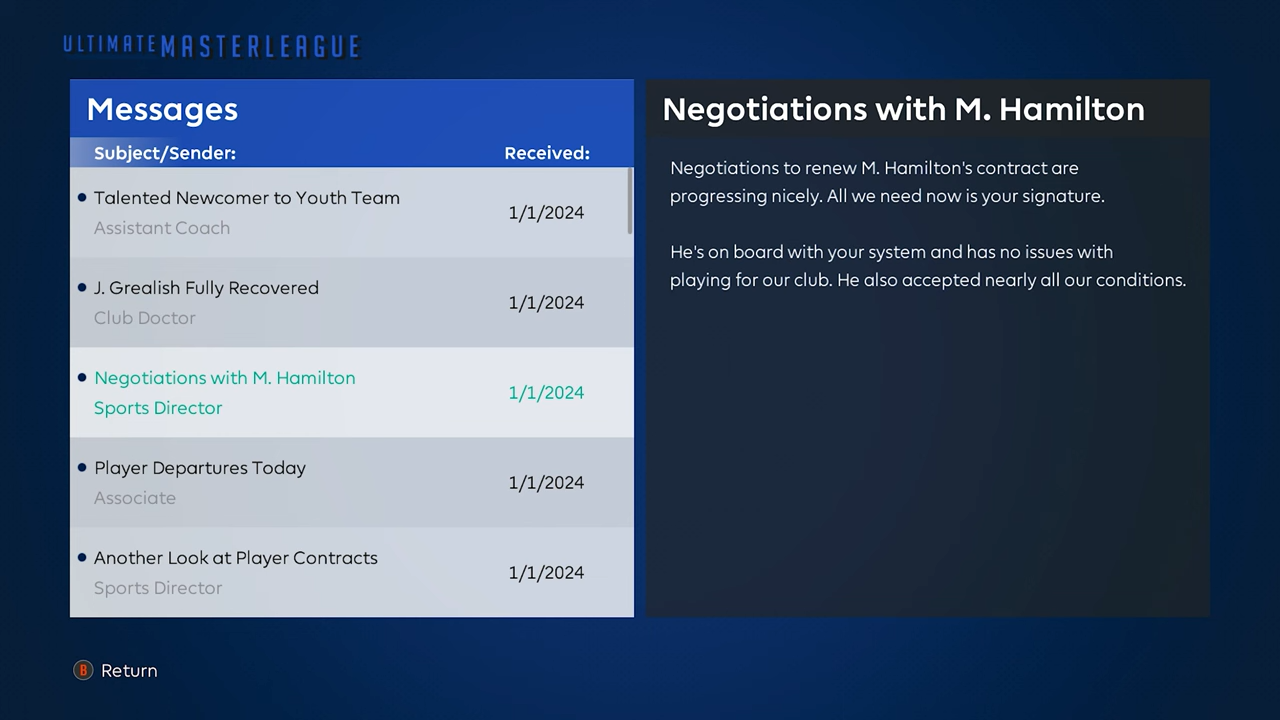 ULTIMATE MASTERLEAGUE
Messages
Subject/Sender: Received:
Talented Newcomer to Youth Team
Assistant Coach
1/1/2024
J. Grealish Fully Recovered
Club Doctor
1/1/2024
Negotiations with M. Hamilton
Sports Director
1/1/2024
Player Departures Today
Associate
1/1/2024
Another Look at Player Contracts
Sports Director
1/1/2024
Negotiations with M. Hamilton
Negotiations to renew M. Hamilton's contract are
progressing nicely. All we need now is your signature.
He's on board with your system and has no issues with
playing for our club. He also accepted nearly all our conditions.
B Return